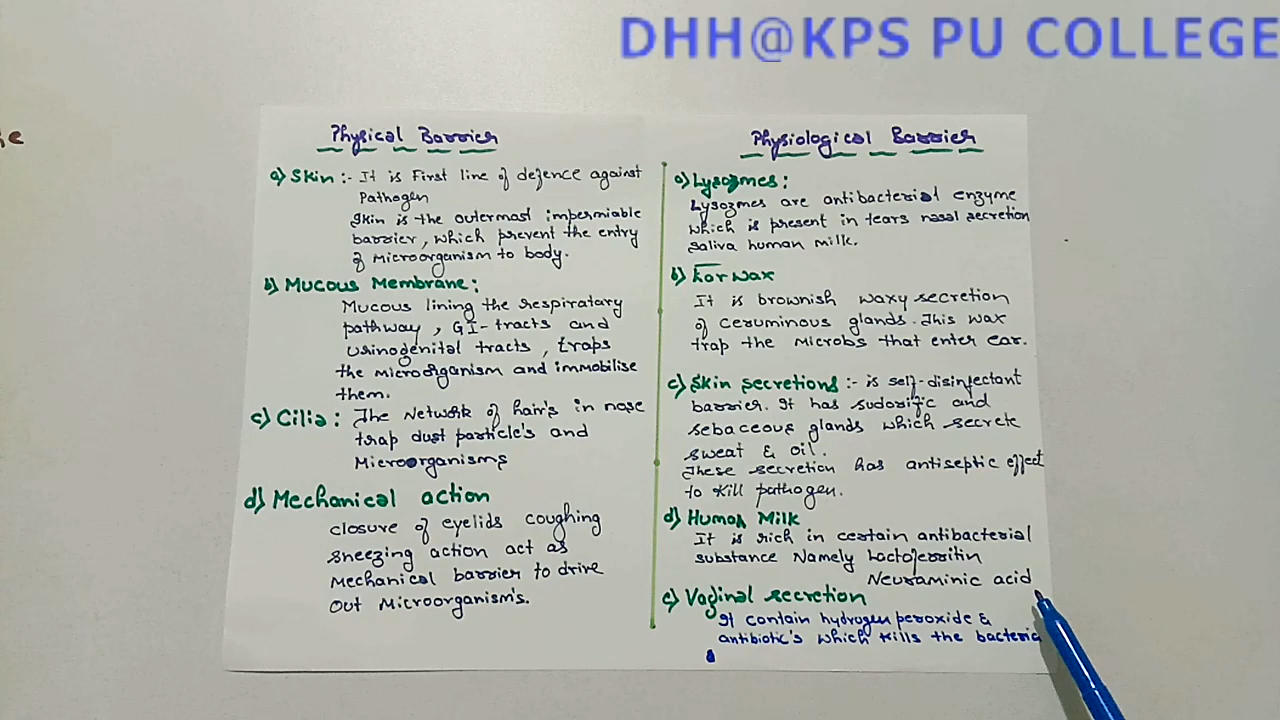 DHH@KPS PU COLLEGE
Physical Barrier
a) Skin :- It is First line of defence against
Pathogen
Skin is the outermost impermiable
barrier, which prevent the entry
of microorganism to body.
b) Mucous Membrane:
Mucous lining the respiratary
pathway, GI-tracts and
urinogenital tracts, traps
the microorganism and immobilise
them.
c) Cilia: The Network of hair's in nose
trap dust particle's and
Microorganisms
d) Mechanical action
closure of eyelids coughing
sneezing action act as
Mechanical barrier to drive
out Microorganism's.
Physiological Barrier
a) Lysozmes:
Lysozmes are antibacterial enzyme
which is present in tears nasal secretion
saliva human milk.
b) Ear wax
It is brownish waxy secretion
of ceruminous glands. This wax
trap the microbs that enter ear.
c) Skin secretions :- is self-disinfectant
barrier. It has sudorific and
sebaceous glands which secrete
sweat & oil.
These secretion has antiseptic effect
to kill pathogen.
d) Human Milk
It is rich in certain antibacterial
substance Namely Lactoferritin
Neuraminic acid
e) Vaginal secretion
It contain hydrogen peroxide &
antibiotic's which kills the bacteria